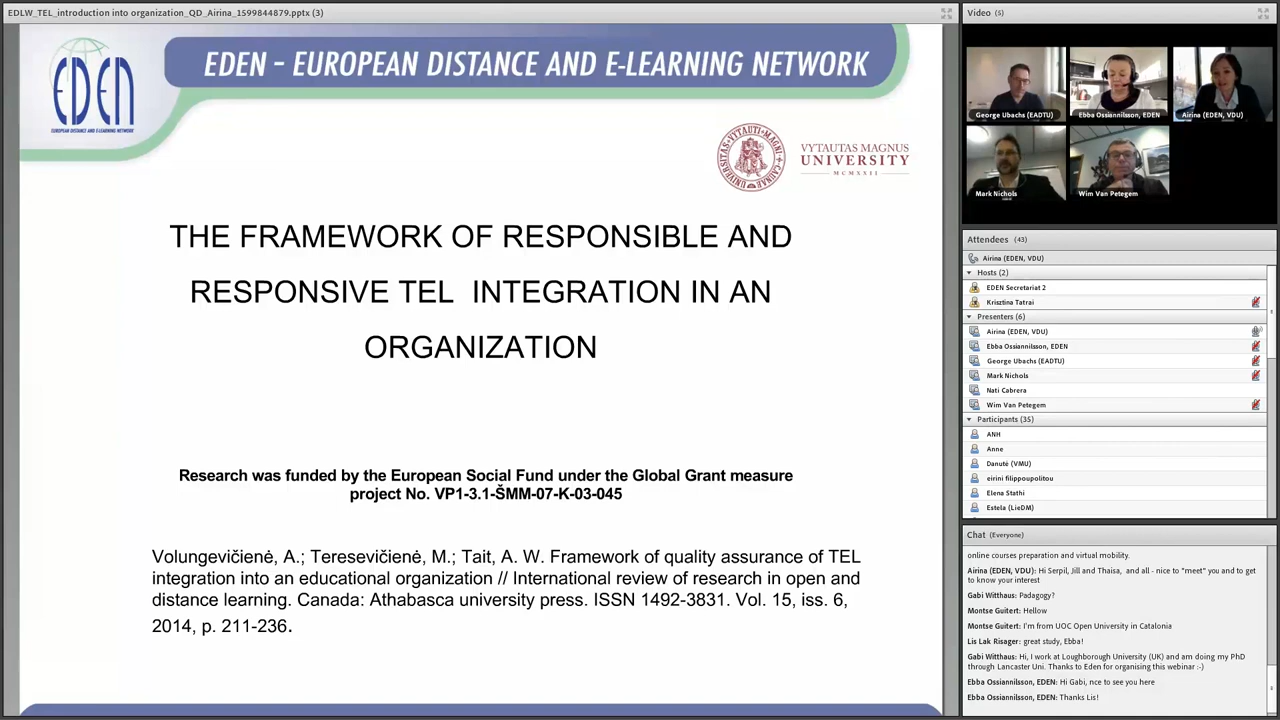 EDLW_TEL_introduction into organization_QD_Airina_1599844879.pptx (3)
EDEN
EUROPEAN DISTANCE AND E-LEARNING NETWORK
EDEN – EUROPEAN DISTANCE AND E-LEARNING NETWORK
VYTAUTAS MAGNUS
UNIVERSITY
MCMXXII
THE FRAMEWORK OF RESPONSIBLE AND
RESPONSIVE TEL INTEGRATION IN AN
ORGANIZATION
Research was funded by the European Social Fund under the Global Grant measure
project No. VP1-3.1-ŠMM-07-K-03-045
Volungevičienė, A.; Teresevičienė, M.; Tait, A. W. Framework of quality assurance of TEL
integration into an educational organization // International review of research in open and
distance learning. Canada: Athabasca university press. ISSN 1492-3831. Vol. 15, iss. 6,
2014, p. 211-236.
Video (5)
George Ubachs (EADTU)
Ebba Ossiannilsson, EDEN
Airina (EDEN, VDU)
Mark Nichols
Wim Van Petegem
Attendees (43)
Airina (EDEN, VDU)
Hosts (2)
EDEN Secretariat 2
Krisztina Tatrai
Presenters (6)
Airina (EDEN, VDU)
Ebba Ossiannilsson, EDEN
George Ubachs (EADTU)
Mark Nichols
Nati Cabrera
Wim Van Petegem
Participants (35)
ANH
Anne
Danutė (VMU)
eirini filippoupolitou
Elena Stathi
Estela (LieDM)
Chat (Everyone)
online courses preparation and virtual mobility.
Airina (EDEN, VDU): Hi Serpil, Jill and Thaisa, and all - nice to "meet" you and to get
to know your interest
Gabi Witthaus: Padagogy?
Montse Guitert: Hellow
Montse Guitert: I'm from UOC Open University in Catalonia
Lis Lak Risager: great study, Ebba!
Gabi Witthaus: Hi, I work at Loughborough University (UK) and am doing my PhD
through Lancaster Uni. Thanks to Eden for organising this webinar :-)
Ebba Ossiannilsson, EDEN: Hi Gabi, nce to see you here
Ebba Ossiannilsson, EDEN: Thanks Lis!